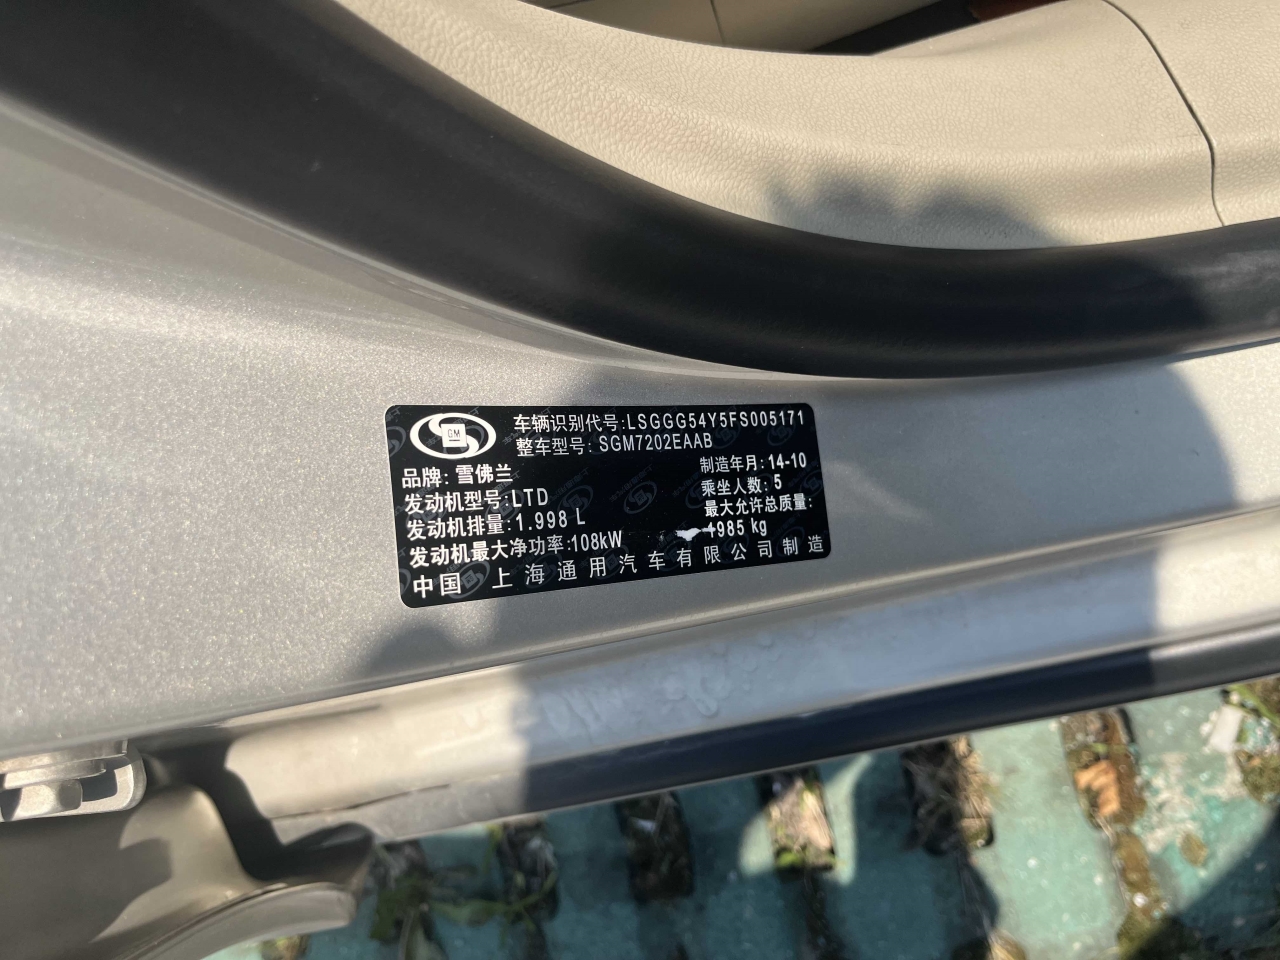 GM
车辆识别代号:LSGGG54Y5FS005171
整车型号: SGM7202EAAB
品牌: 雪佛兰
制造年月: 14-10
发动机型号: LTD
乘坐人数: 5
发动机排量: 1.998 L
最大允许总质量:
发动机最大净功率: 108kW
1985 kg
中国 上海通用汽车有限公司制造